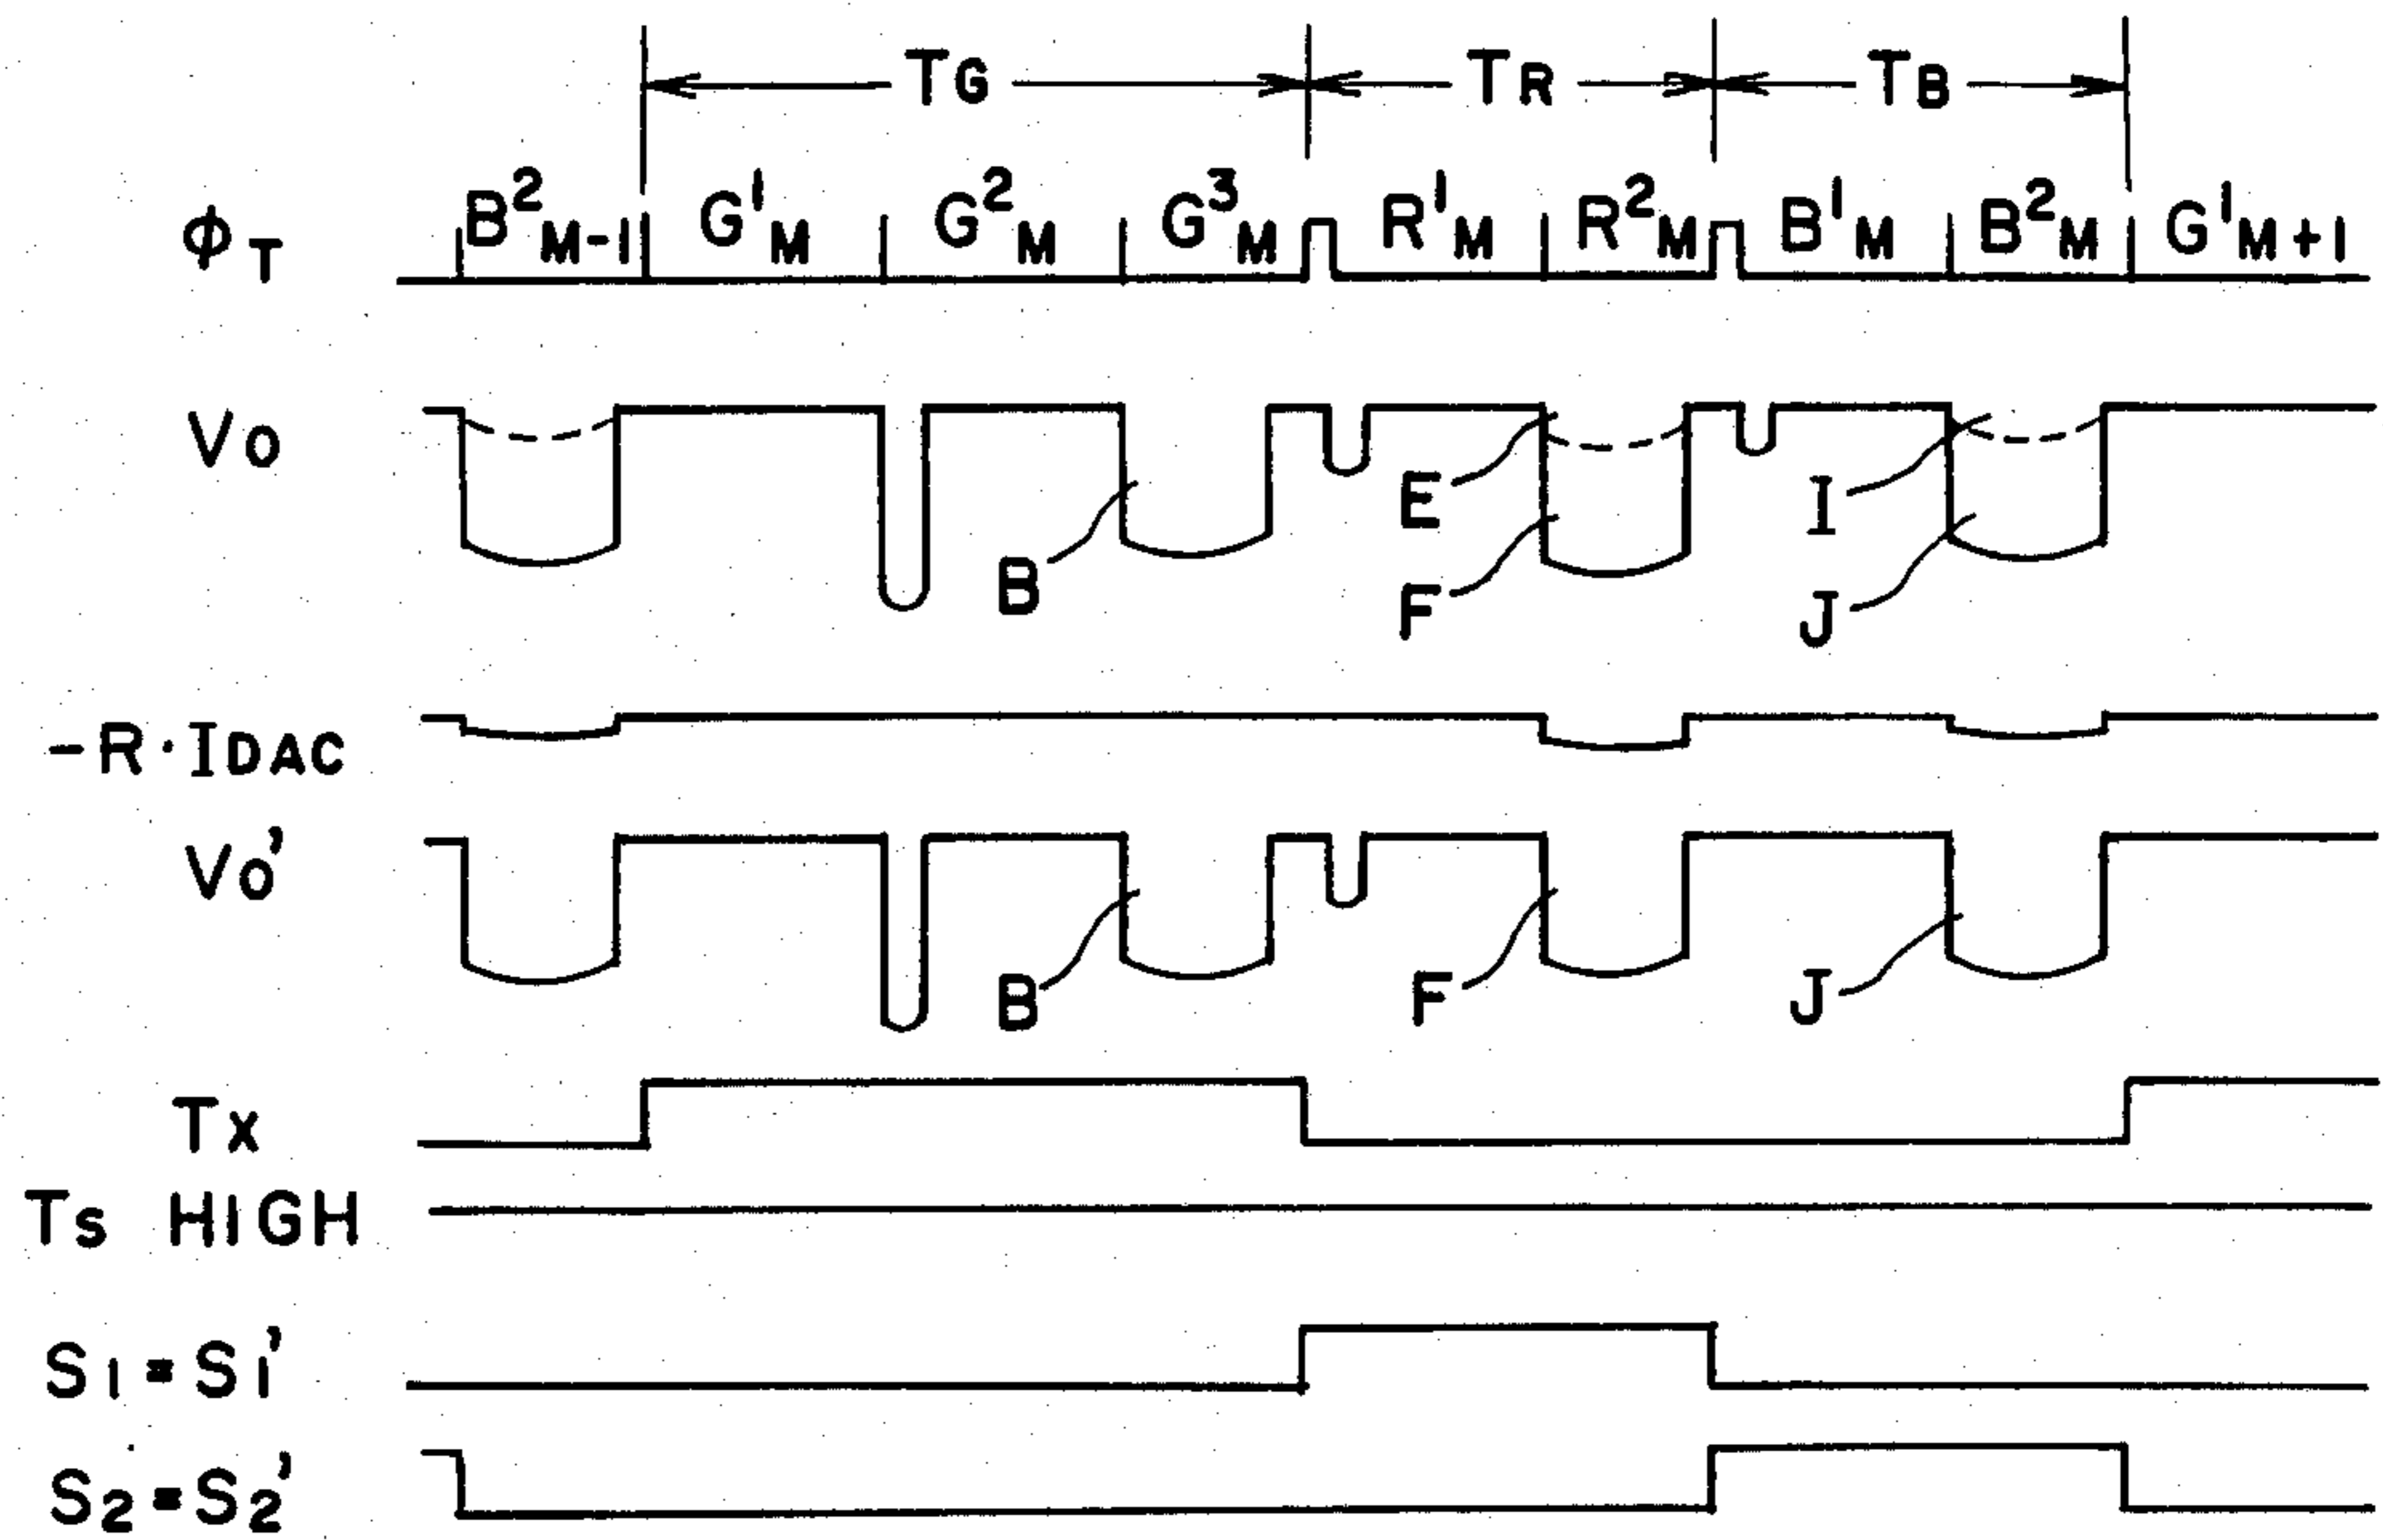 TG TR TB
φT B²M-1 G¹M G²M G³M R¹M R²M B¹M B²M G¹M+1
Vo B E F I J
-R·IDAC
Vo' B F J
Tx
Ts HIGH
S1=S1'
S2=S2'